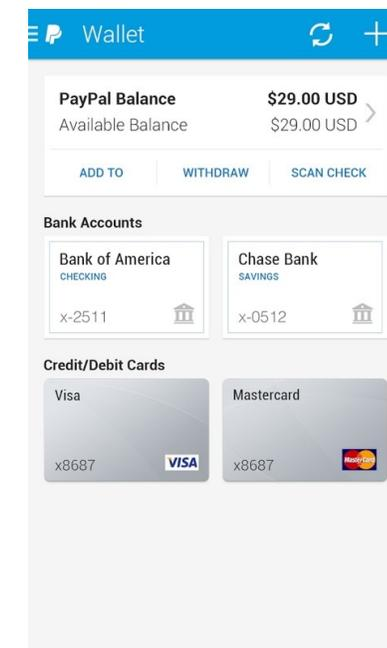 Wallet
PayPal Balance $29.00 USD
Available Balance $29.00 USD
ADD TO WITHDRAW SCAN CHECK
Bank Accounts
Bank of America Chase Bank
CHECKING SAVINGS
x-2511 x-0512
Credit/Debit Cards
Visa Mastercard
x8687 VISA x8687 MasterCard